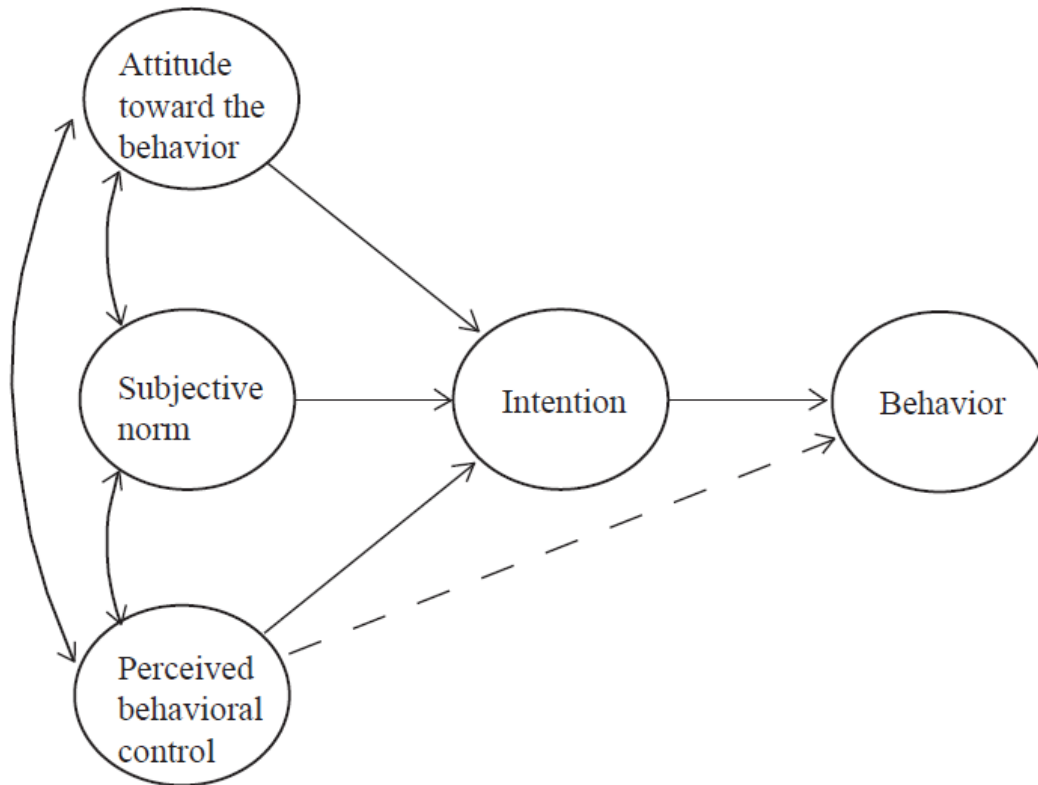 Attitude
toward the
behavior
Subjective
norm
Intention
Behavior
Perceived
behavioral
control